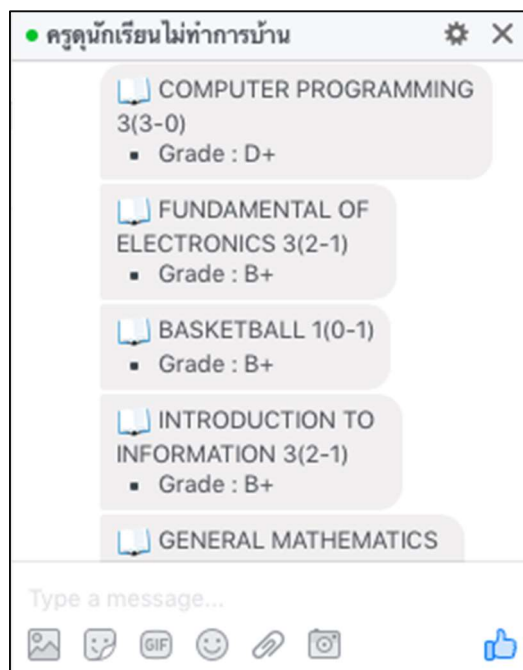 ครูดุนักเรียนไม่ทำการบ้าน
COMPUTER PROGRAMMING
3(3-0)
▪ Grade : D+
FUNDAMENTAL OF
ELECTRONICS 3(2-1)
▪ Grade : B+
BASKETBALL 1(0-1)
▪ Grade : B+
INTRODUCTION TO
INFORMATION 3(2-1)
▪ Grade : B+
GENERAL MATHEMATICS
Type a message...
GIF